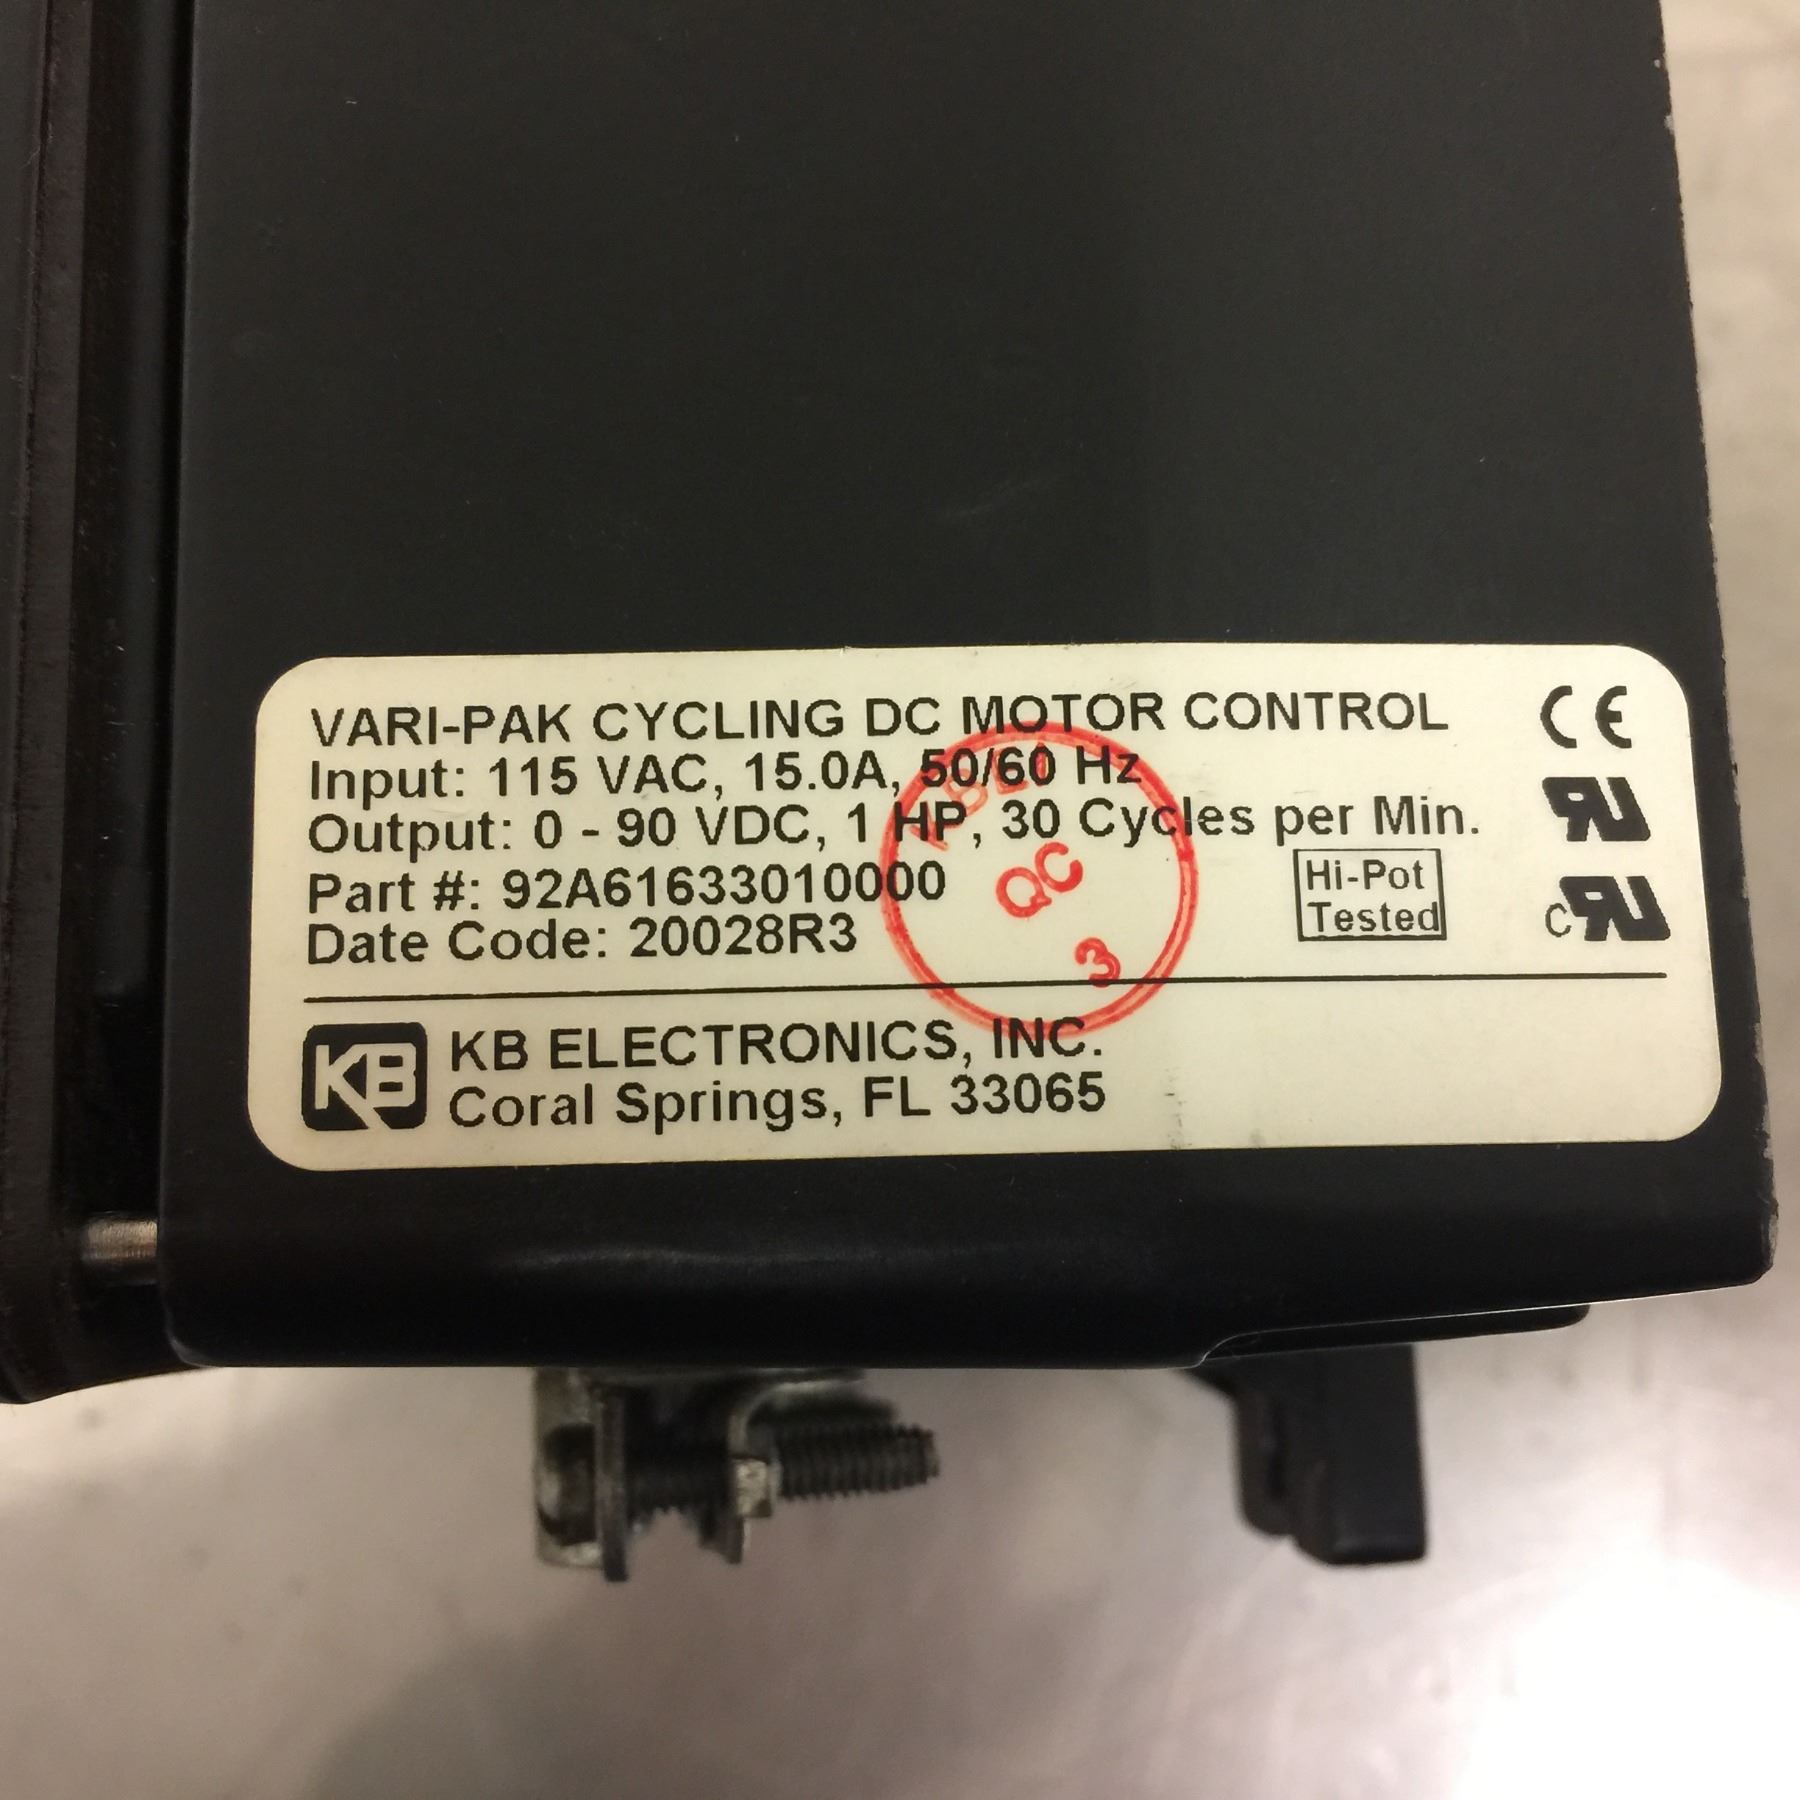 VARI-PAK CYCLING DC MOTOR CONTROL
Input: 115 VAC, 15.0A, 50/60 Hz
Output: 0 - 90 VDC, 1 HP, 30 Cycles per Min.
Part #: 92A61633010000
Date Code: 20028R3
Hi-Pot
Tested
CE
QC
3
KB
KB ELECTRONICS, INC.
Coral Springs, FL 33065